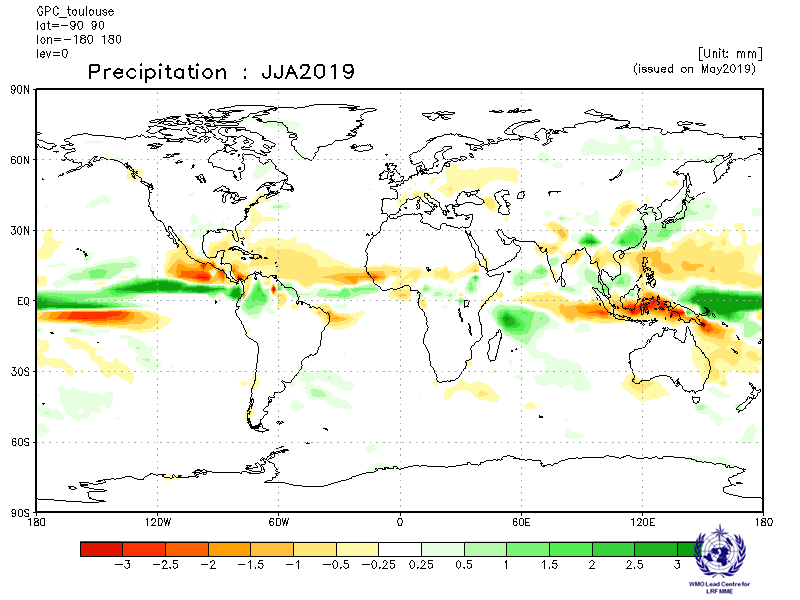 GPC_toulouse
lat=-90 90
lon=-180 180
lev=0
[Unit: mm]
Precipitation : JJA2019
(issued on May2019)
90N
60N
30N
EQ
30S
60S
90S
180 120W 60W 0 60E 120E 180
-3 -2.5 -2 -1.5 -1 -0.5 -0.25 0.25 0.5 1 1.5 2 2.5 3
WMO Lead Centre for
LRF MME